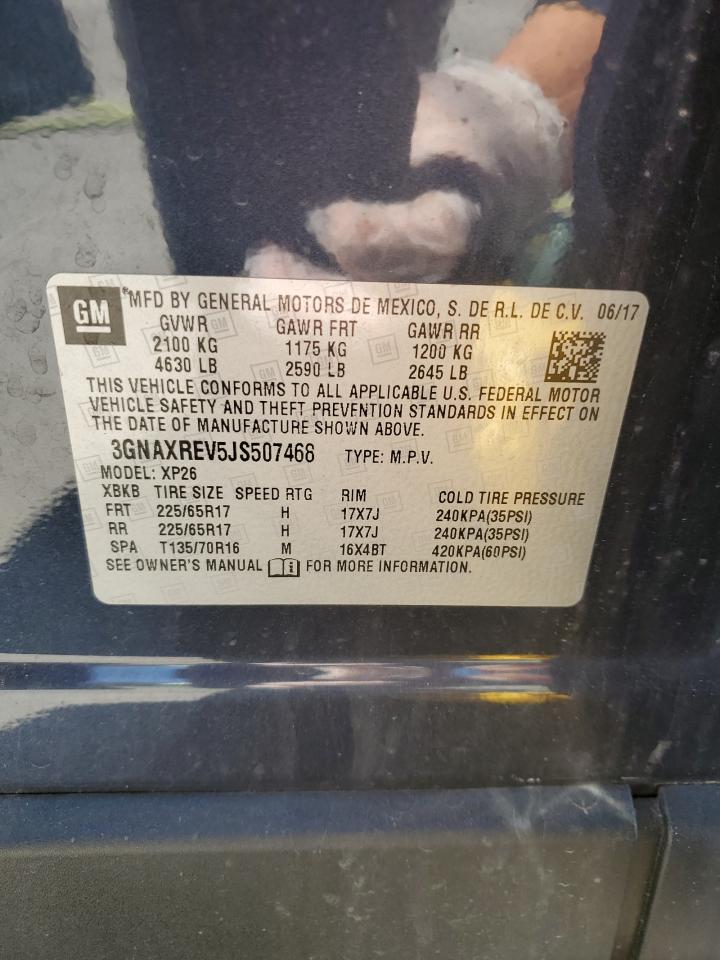 GM
MFD BY GENERAL MOTORS DE MEXICO, S. DE R.L. DE C.V. 06/17
GVWR GAWR FRT GAWR RR
2100 KG 1175 KG 1200 KG
4630 LB 2590 LB 2645 LB
THIS VEHICLE CONFORMS TO ALL APPLICABLE U.S. FEDERAL MOTOR
VEHICLE SAFETY AND THEFT PREVENTION STANDARDS IN EFFECT ON
THE DATE OF MANUFACTURE SHOWN ABOVE.
3GNAXREV5JS507468 TYPE: M.P.V.
MODEL: XP26
XBKB TIRE SIZE SPEED RTG RIM COLD TIRE PRESSURE
FRT 225/65R17 H 17X7J 240KPA(35PSI)
RR 225/65R17 H 17X7J 240KPA(35PSI)
SPA T135/70R16 M 16X4BT 420KPA(60PSI)
SEE OWNER'S MANUAL i FOR MORE INFORMATION.